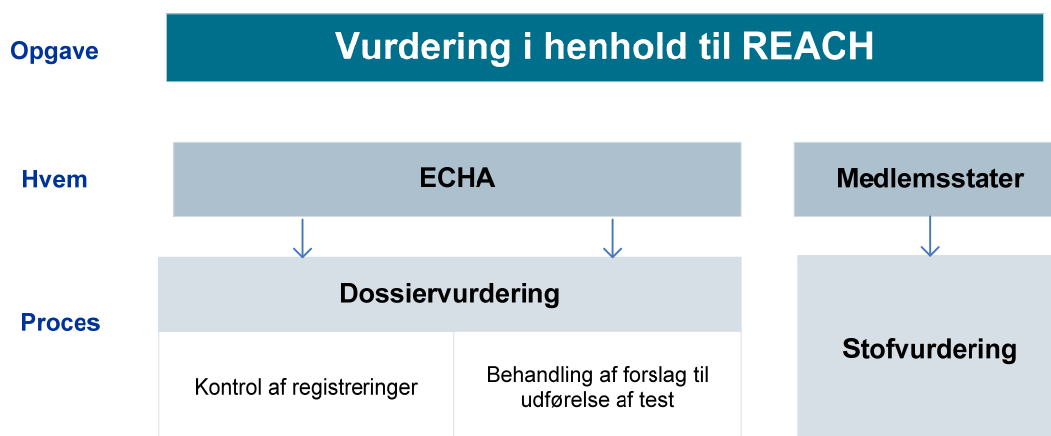 Opgave
Vurdering i henhold til REACH
Hvem
ECHA
Medlemsstater
Proces
Dossiervurdering
Kontrol af registreringer
Behandling af forslag til
udførelse af test
Stofvurdering